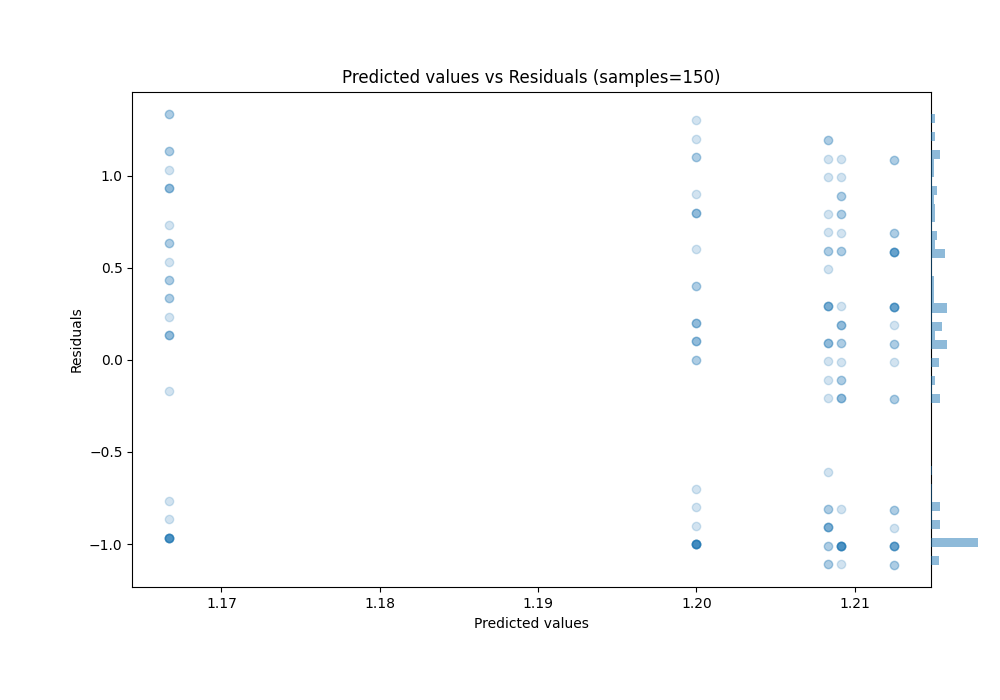 Predicted values vs Residuals (samples=150)
Residuals
1.0
0.5
0.0
−0.5
−1.0
1.17 1.18 1.19 1.20 1.21
Predicted values